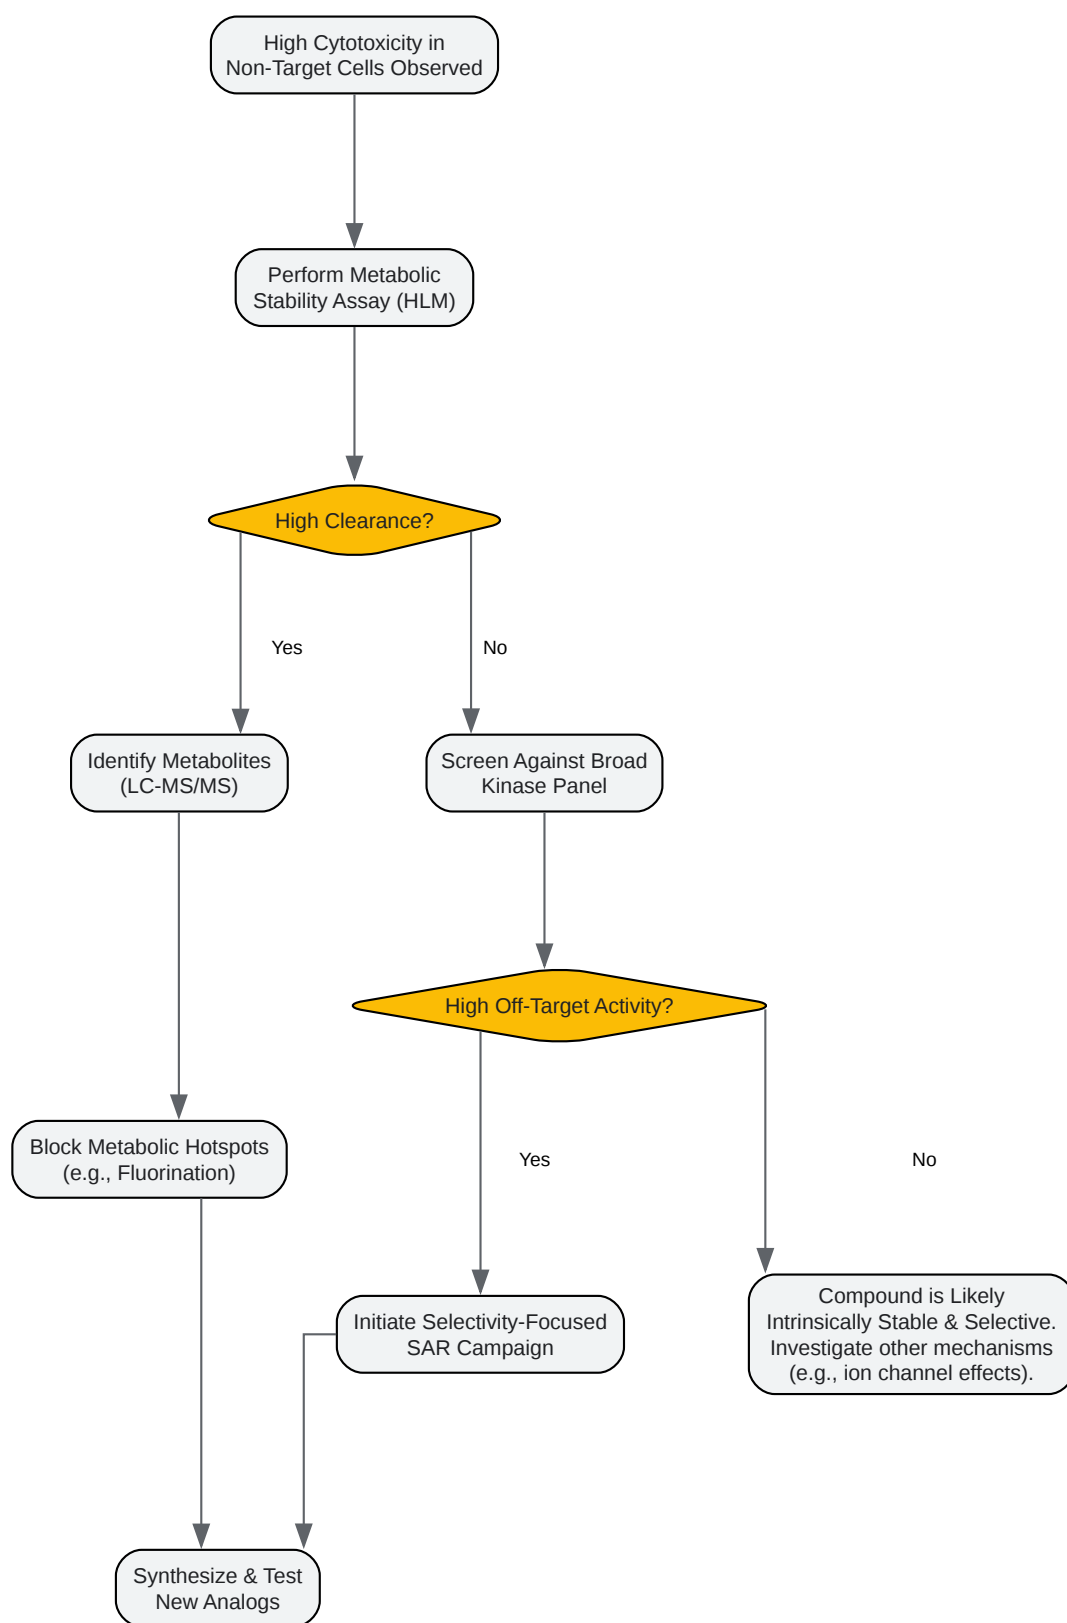 High Cytotoxicity in
Non-Target Cells Observed
Perform Metabolic
Stability Assay (HLM)
High Clearance?
Yes
No
Identify Metabolites
(LC-MS/MS)
Screen Against Broad
Kinase Panel
High Off-Target Activity?
Block Metabolic Hotspots
(e.g., Fluorination)
Yes
No
Initiate Selectivity-Focused
SAR Campaign
Compound is Likely
Intrinsically Stable & Selective.
Investigate other mechanisms
(e.g., ion channel effects).
Synthesize & Test
New Analogs